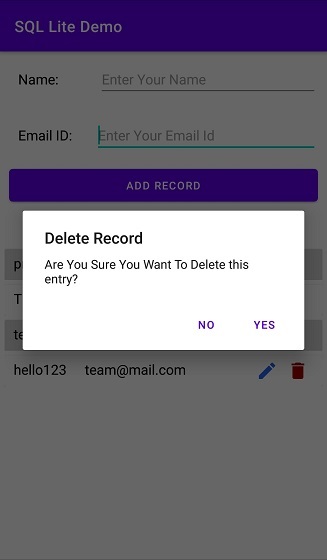 SQL Lite Demo
Name: Enter Your Name
Email ID: Enter Your Email Id
ADD RECORD
Delete Record
Are You Sure You Want To Delete this
entry?
NO YES
hello123 team@mail.com